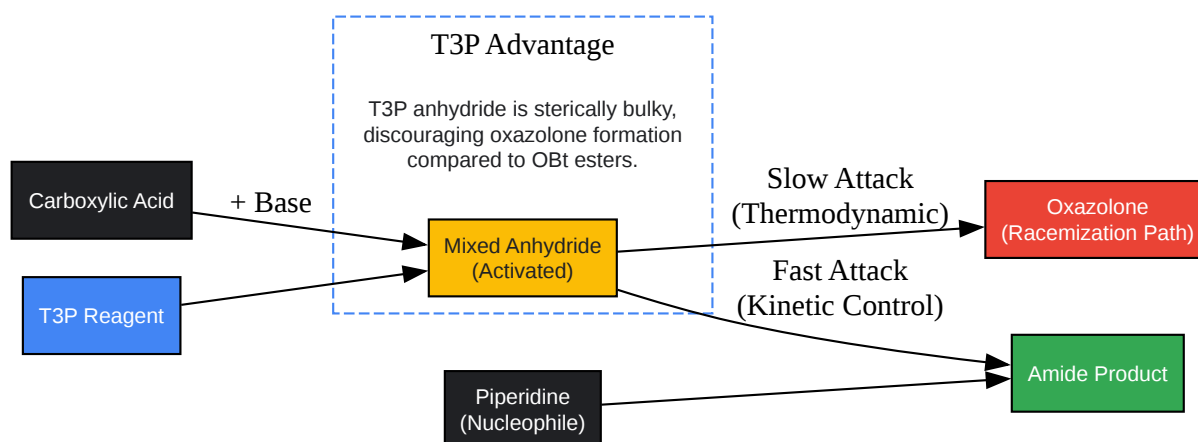 T3P Advantage
T3P anhydride is sterically bulky,
discouraging oxazolone formation
compared to OBt esters.
Carboxylic Acid
+ Base
T3P Reagent
Mixed Anhydride
(Activated)
Slow Attack
(Thermodynamic)
Oxazolone
(Racemization Path)
Fast Attack
(Kinetic Control)
Piperidine
(Nucleophile)
Amide Product